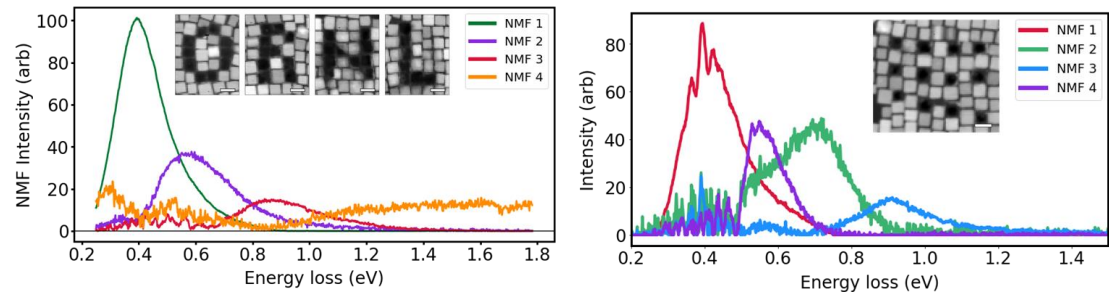 NMF Intensity (arb)
100
80
60
40
20
0
0.2 0.4 0.6 0.8 1.0 1.2 1.4 1.6 1.8
Energy loss (eV)
O R N L
NMF 1
NMF 2
NMF 3
NMF 4
Intensity (arb)
80
60
40
20
0
0.2 0.4 0.6 0.8 1.0 1.2 1.4
Energy loss (eV)
NMF 1
NMF 2
NMF 3
NMF 4